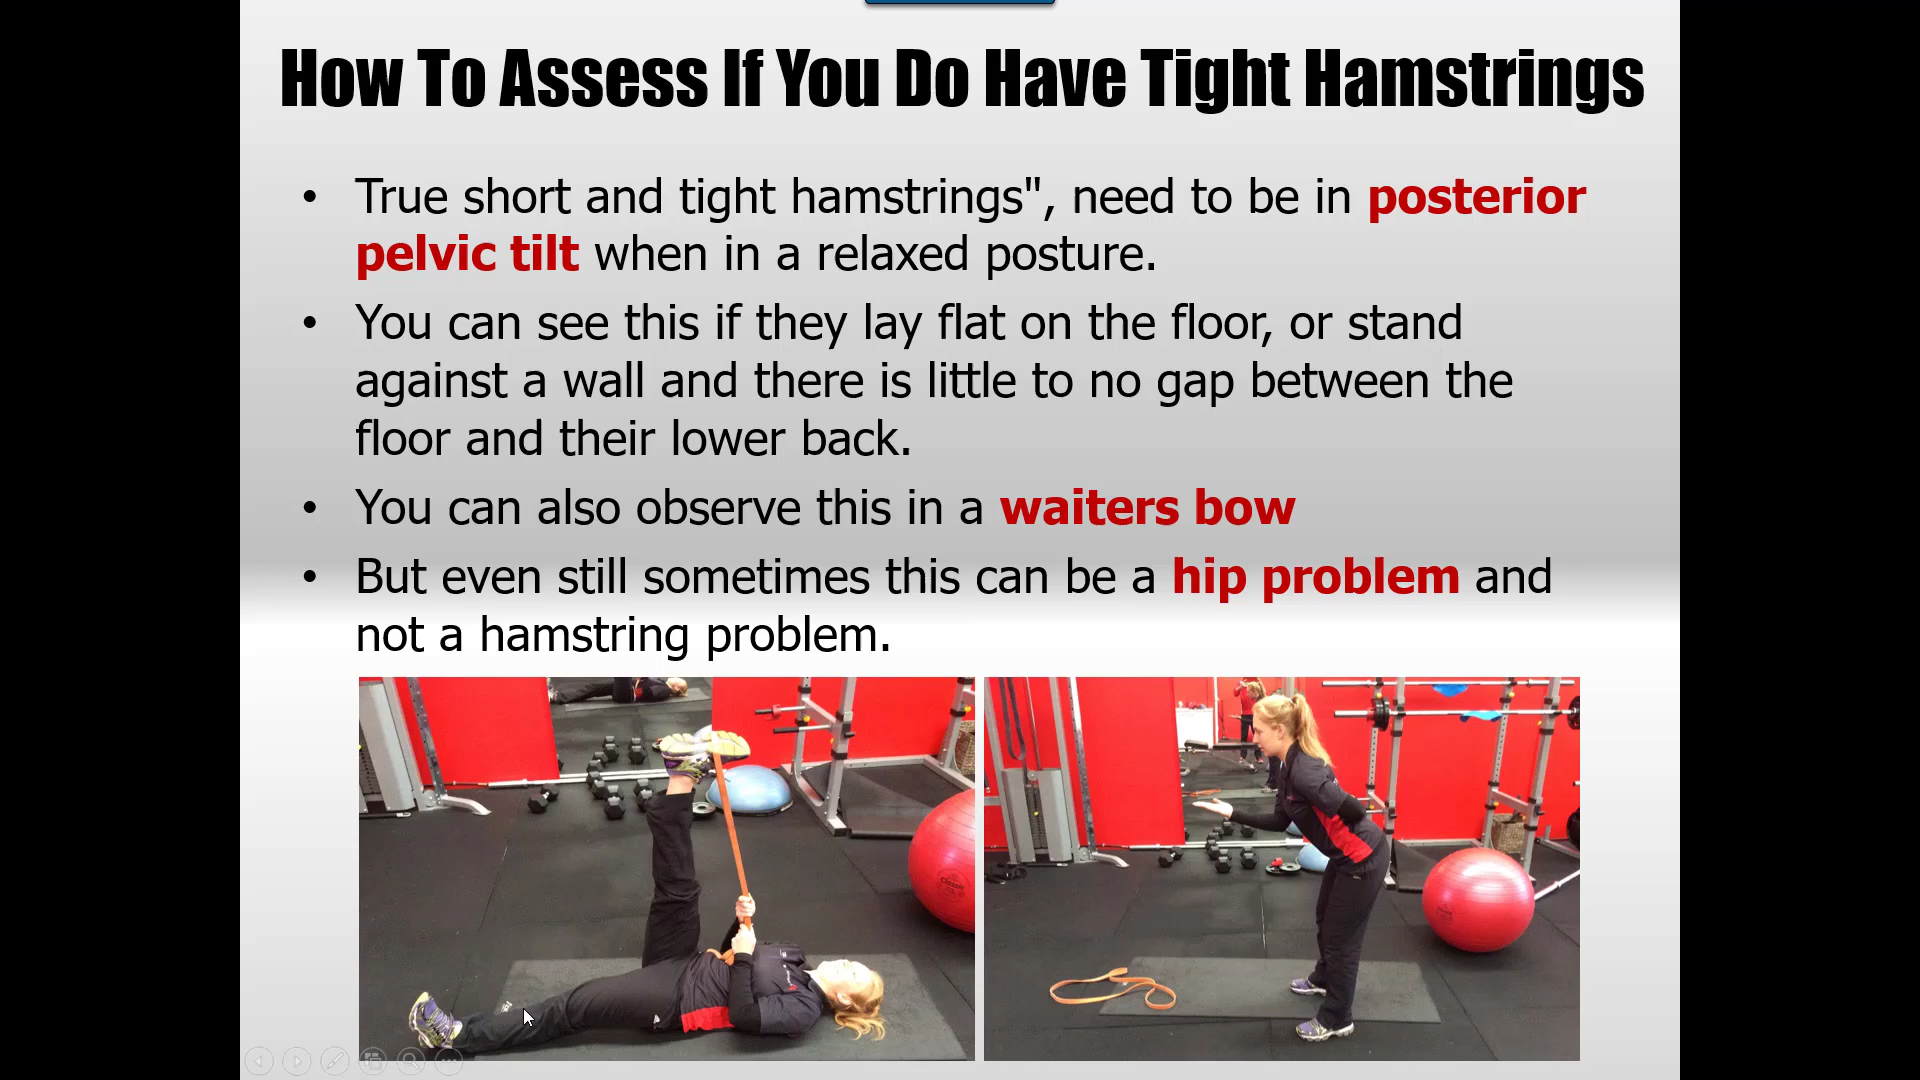 How To Assess If You Do Have Tight Hamstrings
• True short and tight hamstrings", need to be in posterior
pelvic tilt when in a relaxed posture.
• You can see this if they lay flat on the floor, or stand
against a wall and there is little to no gap between the
floor and their lower back.
• You can also observe this in a waiters bow
• But even still sometimes this can be a hip problem and
not a hamstring problem.